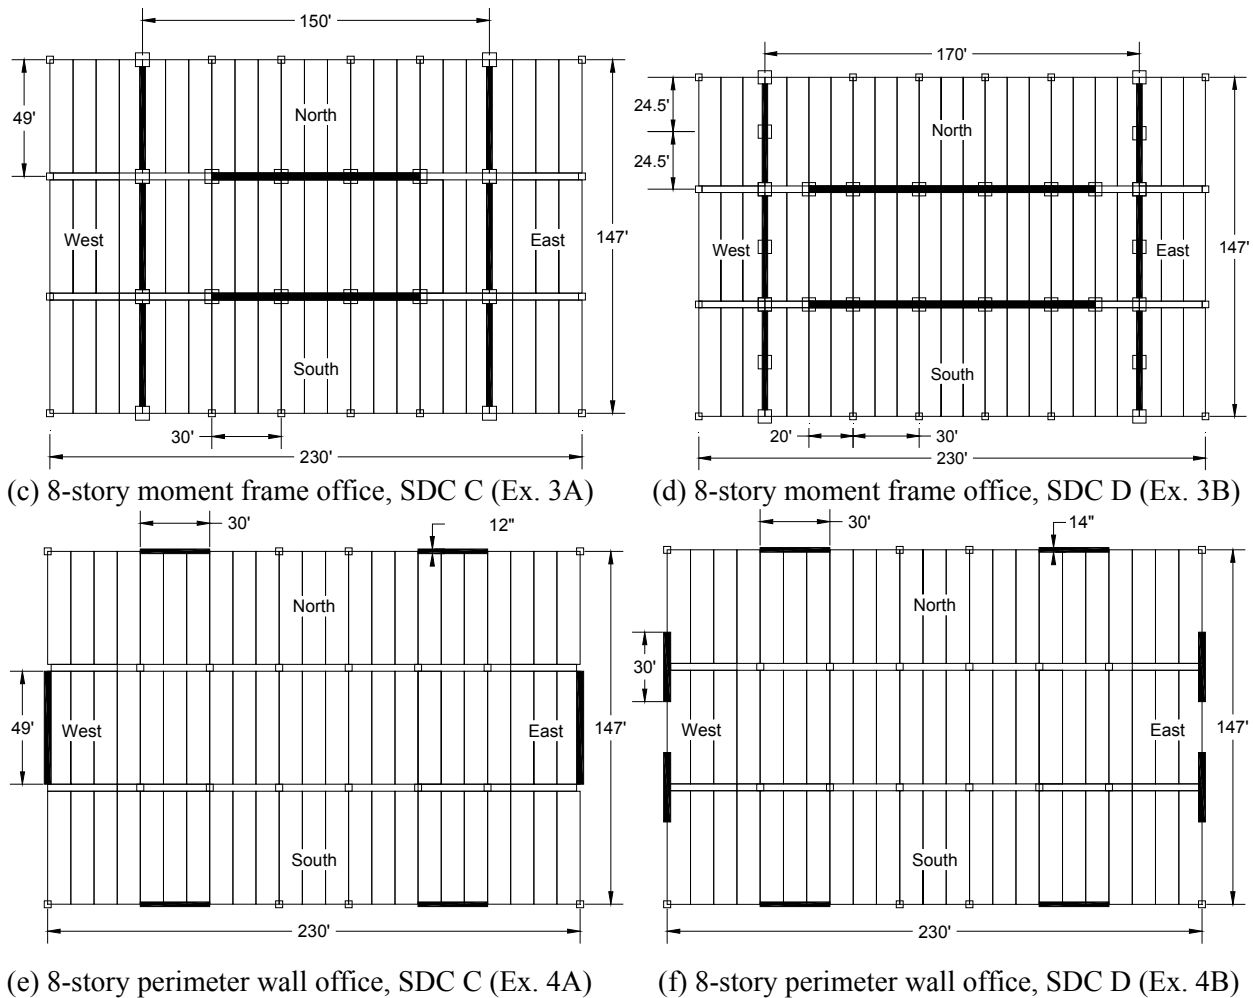 150'
49'
North
West
East
147'
South
30'
230'
(c) 8-story moment frame office, SDC C (Ex. 3A)
170'
24.5'
24.5'
North
West
East
147'
South
20'
30'
230'
(d) 8-story moment frame office, SDC D (Ex. 3B)
30'
12"
North
49'
West
East
147'
South
230'
(e) 8-story perimeter wall office, SDC C (Ex. 4A)
30'
14"
North
30'
West
East
147'
South
230'
(f) 8-story perimeter wall office, SDC D (Ex. 4B)